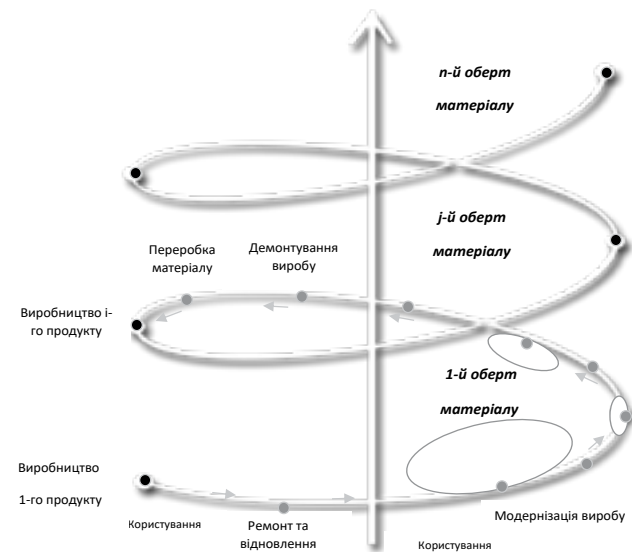 n-й оберт
матеріалу
j-й оберт
матеріалу
Переробка
матеріалу
Демонтування
виробу
Виробництво і-
го продукту
1-й оберт
матеріалу
Виробництво
1-го продукту
Користування
Ремонт та
відновлення
Користування
Модернізація виробу